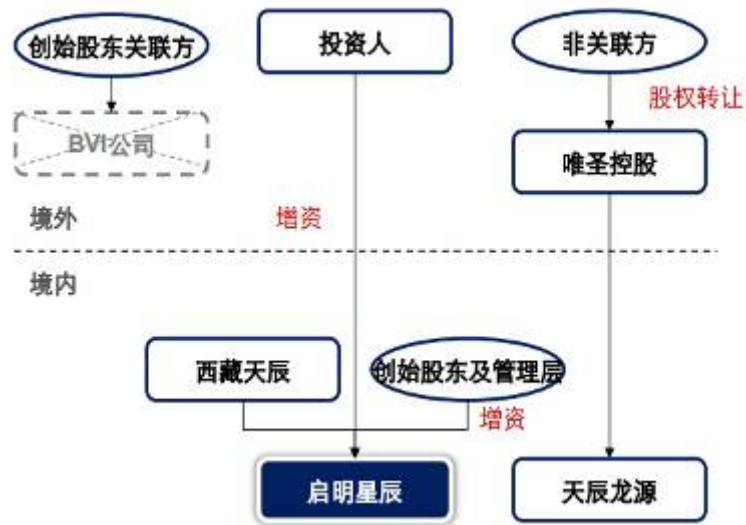 创始股东关联方
投资人
非关联方
股权转让
BVI公司
唯圣控股
境外
增资
境内
西藏天辰
创始股东及管理层
增资
启明星辰
天辰龙源